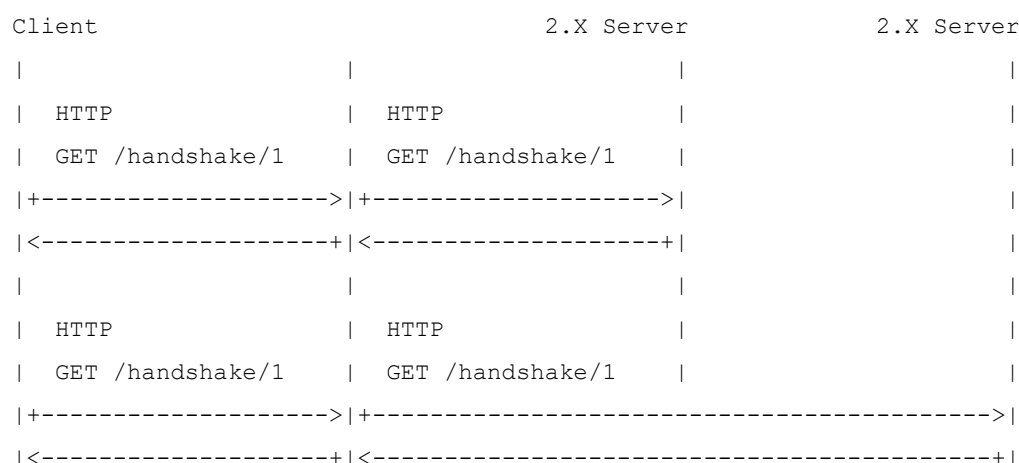 Client                               2.X Server             2.X Server
|                      |                      |                      |
|  HTTP                |  HTTP                |                      |
|  GET /handshake/1    |  GET /handshake/1    |                      |
|+-------------------->|+-------------------->|                      |
|<--------------------+|<--------------------+|                      |
|                      |                      |                      |
|  HTTP                |  HTTP                |                      |
|  GET /handshake/1    |  GET /handshake/1    |                      |
|+-------------------->|+------------------------------------------->|
|<--------------------+|<-------------------------------------------+|